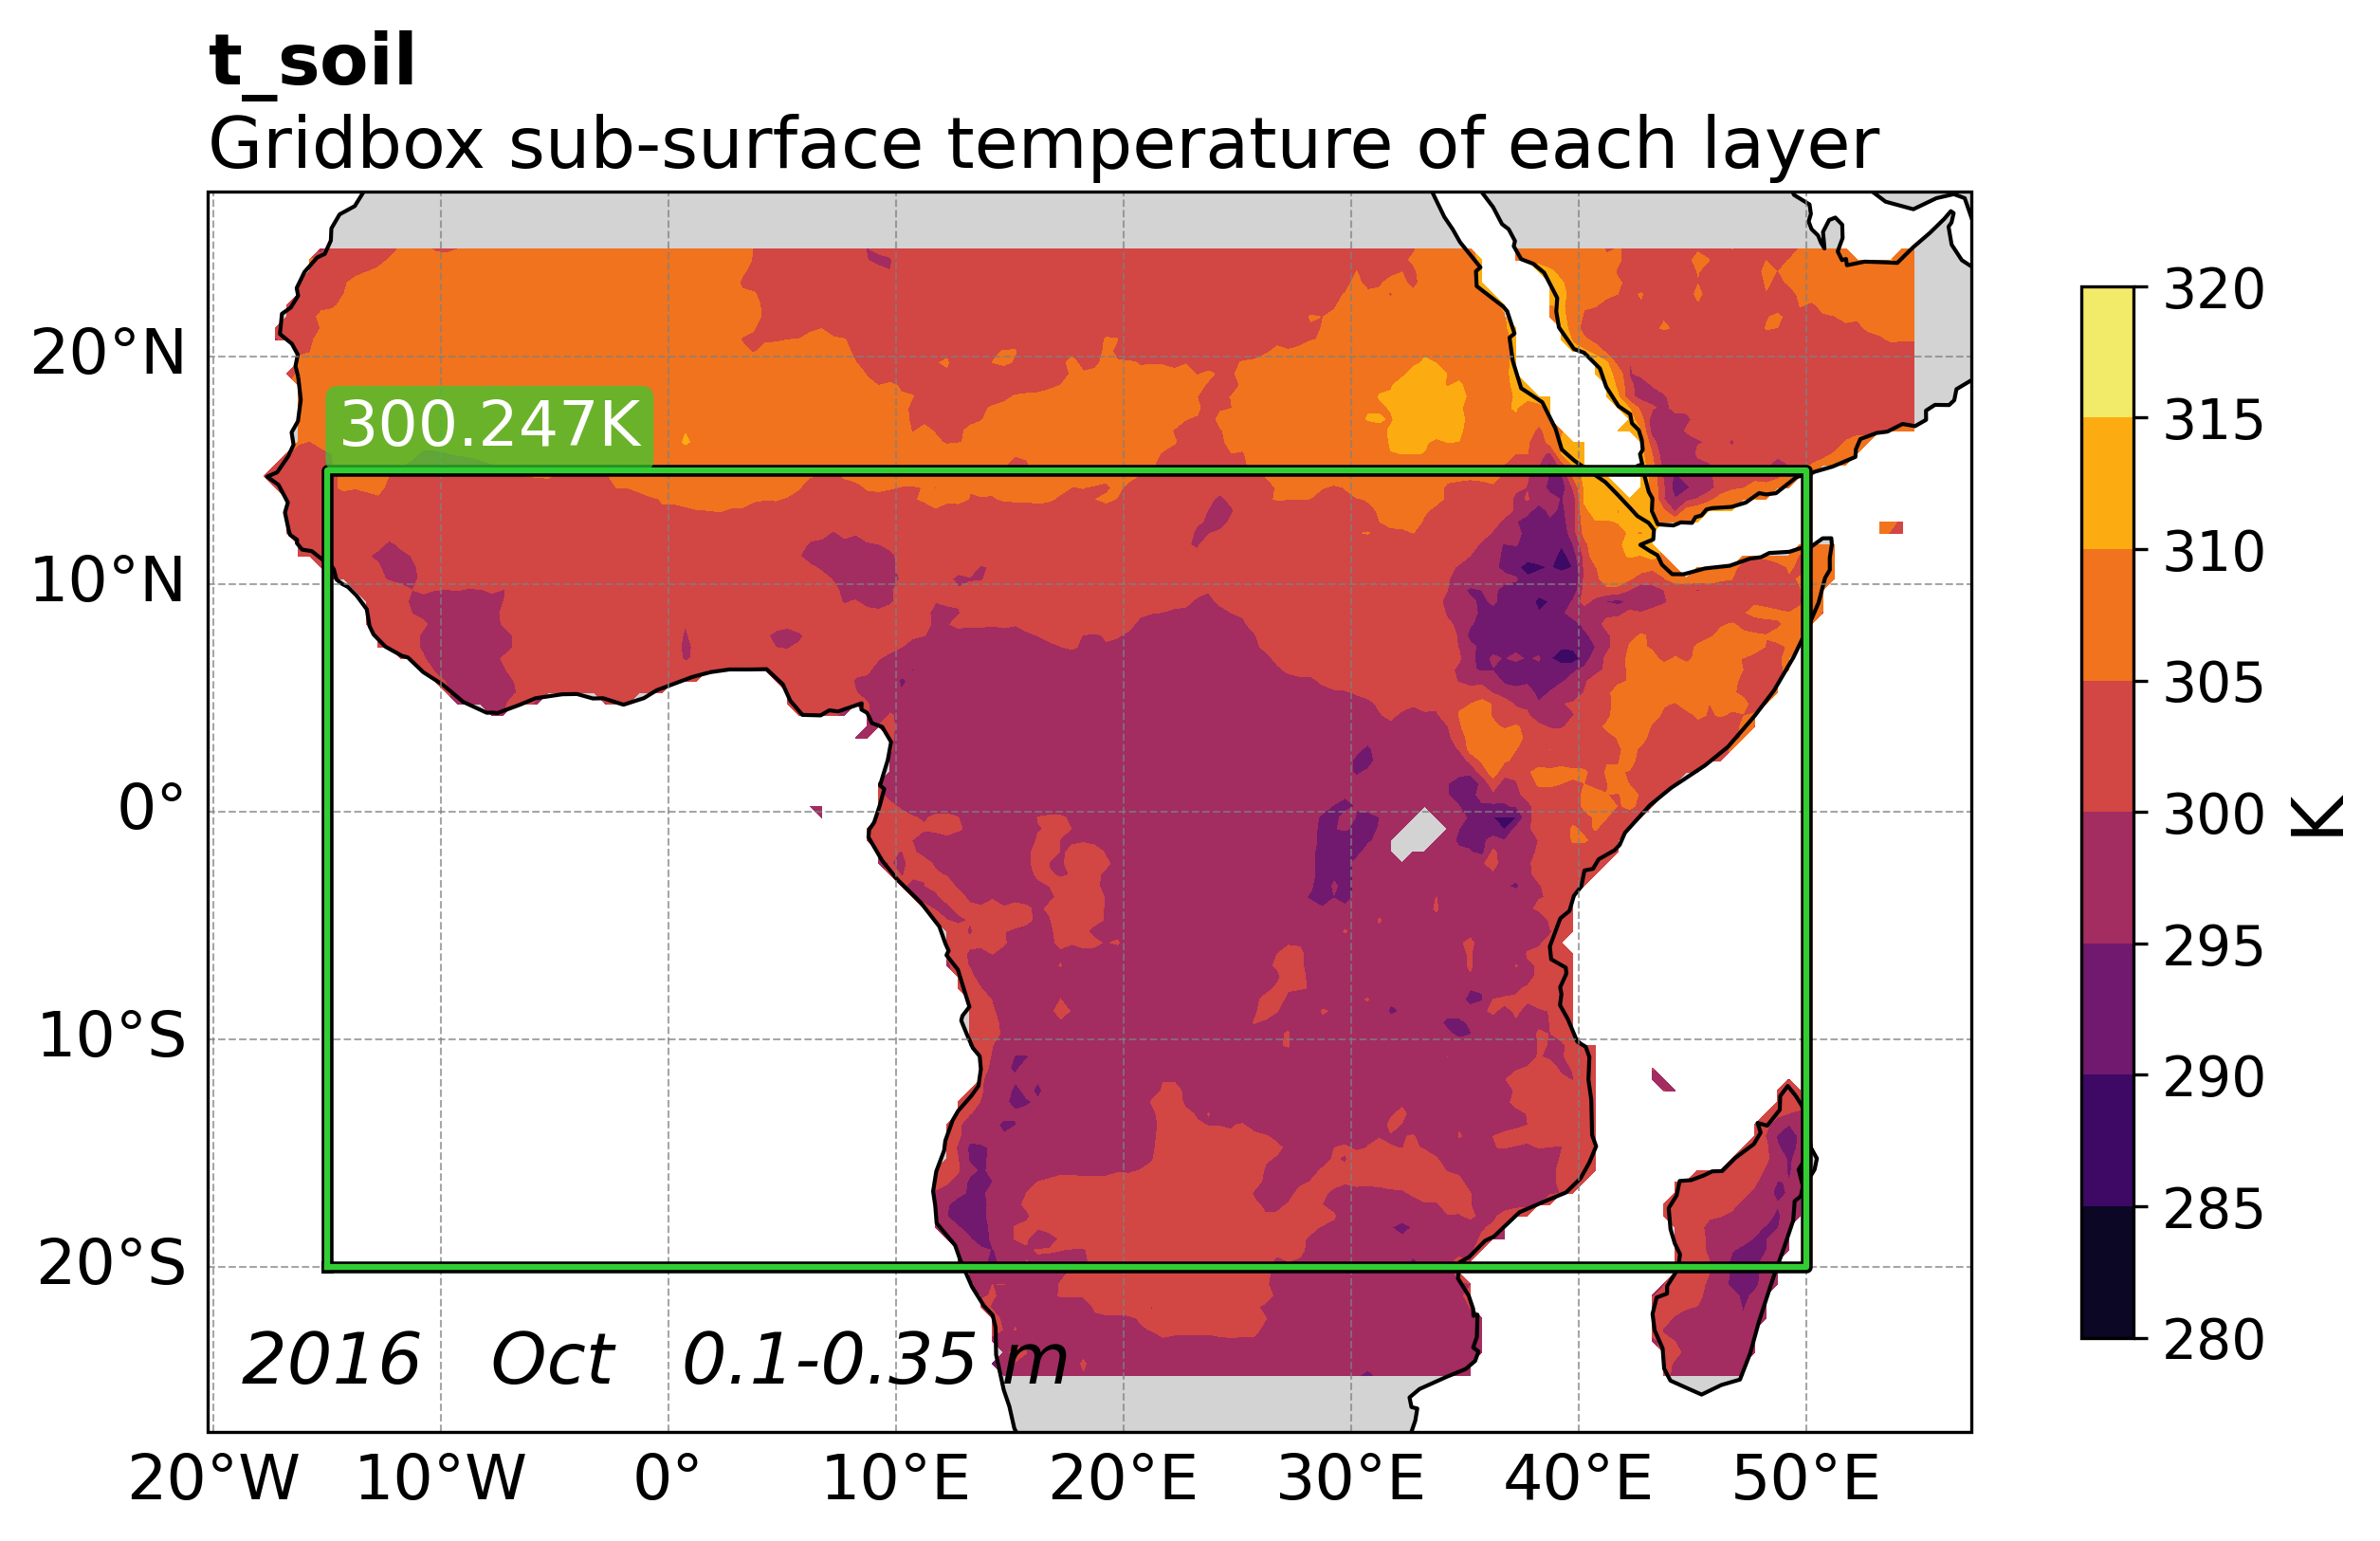 t_soil
Gridbox sub-surface temperature of each layer
20°N
10°N
0°
10°S
20°S
300.247K
2016 Oct 0.1-0.35 m
20°W 10°W 0° 10°E 20°E 30°E 40°E 50°E
320
315
310
305
300
295
290
285
280
K